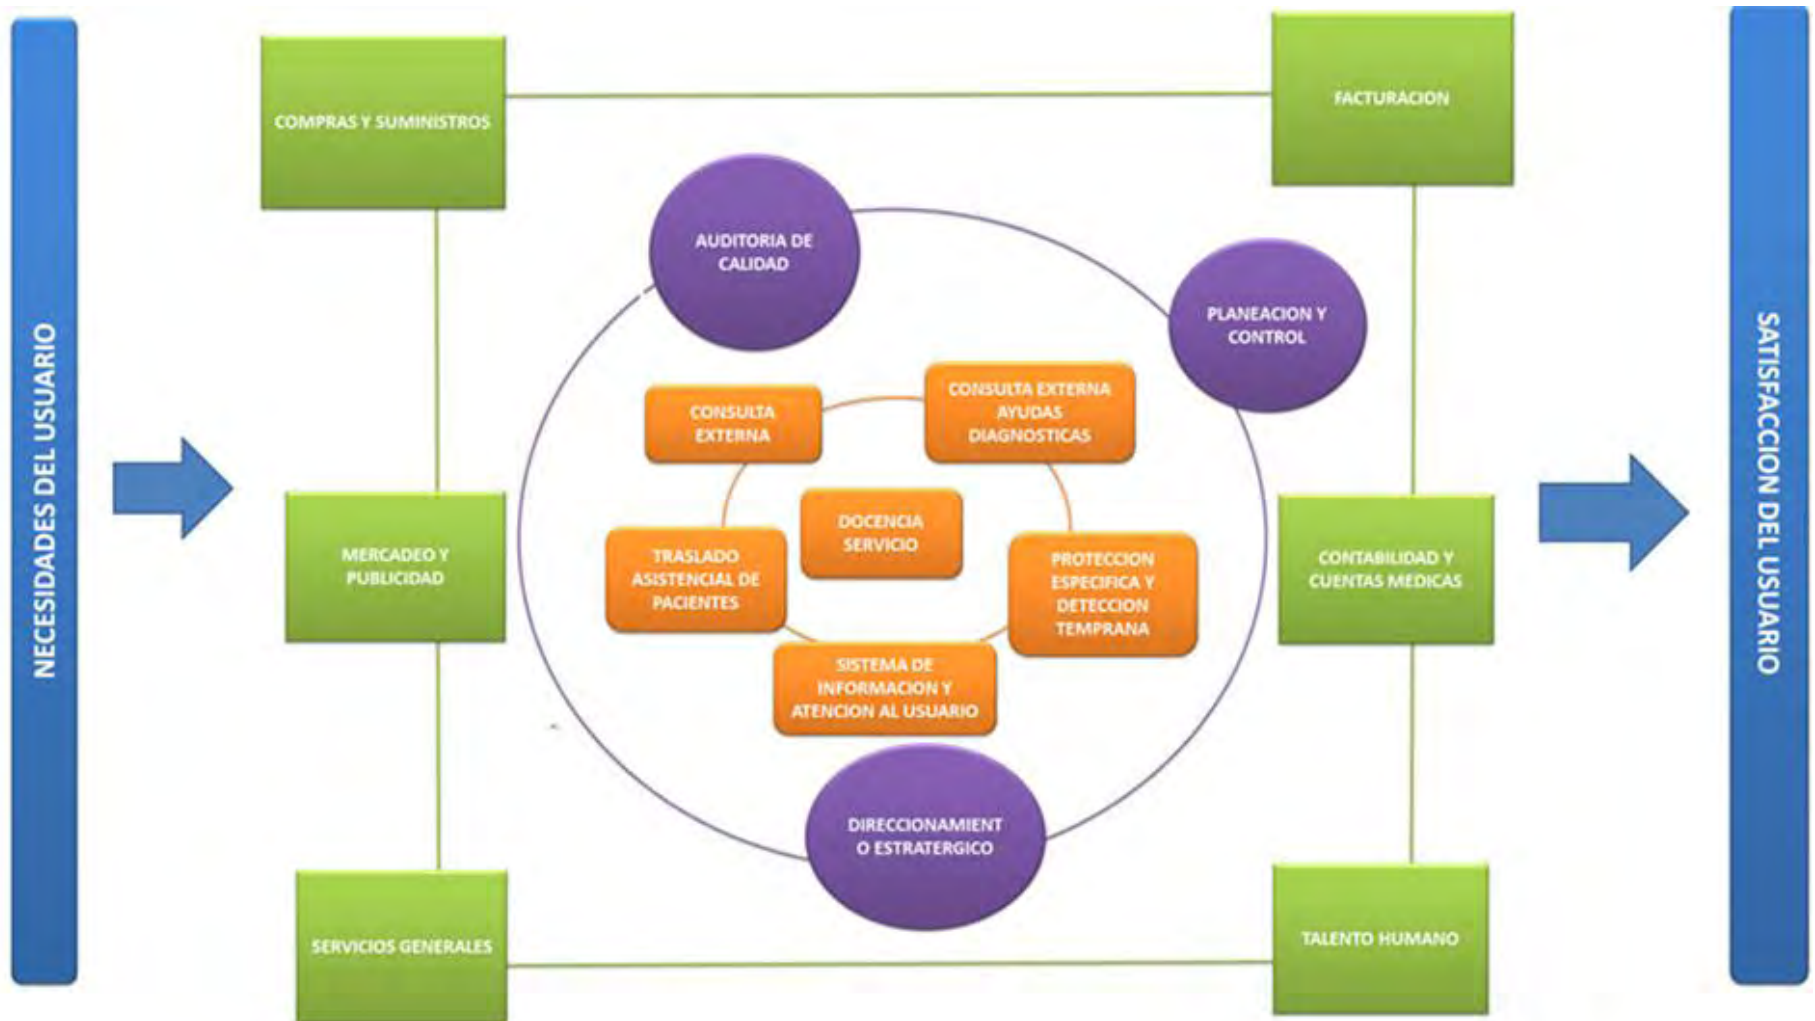 NECESIDADES DEL USUARIO
COMPRAS Y SUMINISTROS
FACTURACION
AUDITORIA DE
CALIDAD
PLANEACION Y
CONTROL
CONSULTA
EXTERNA
CONSULTA EXTERNA
AYUDAS
DIAGNOSTICAS
DOCENCIA
SERVICIO
TRASLADO
ASISTENCIAL DE
PACIENTES
PROTECCION
ESPECIFICA Y
DETECCION
TEMPRANA
SISTEMA DE
INFORMACION Y
ATENCION AL USUARIO
MERCADEO Y
PUBLICIDAD
CONTABILIDAD Y
CUENTAS MEDICAS
DIRECCIONAMIENT
O ESTRATERGICO
SERVICIOS GENERALES
TALENTO HUMANO
SATISFACCION DEL USUARIO